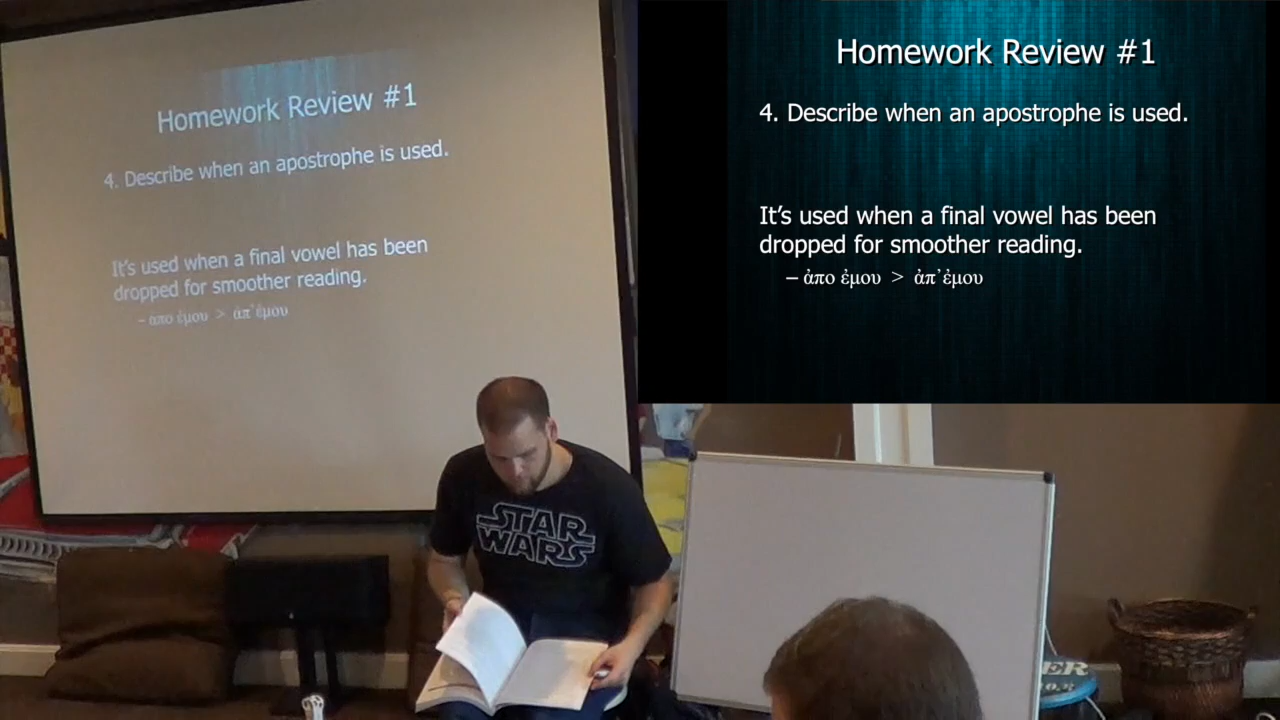 Homework Review #1
4. Describe when an apostrophe is used.
It's used when a final vowel has been
dropped for smoother reading.
– ἀπο ἐμου > ἀπ᾽ἐμου
Homework Review #1
4. Describe when an apostrophe is used.
It's used when a final vowel has been
dropped for smoother reading.
– ἀπο ἐμου > ἀπ᾽ἐμου
STAR
WARS